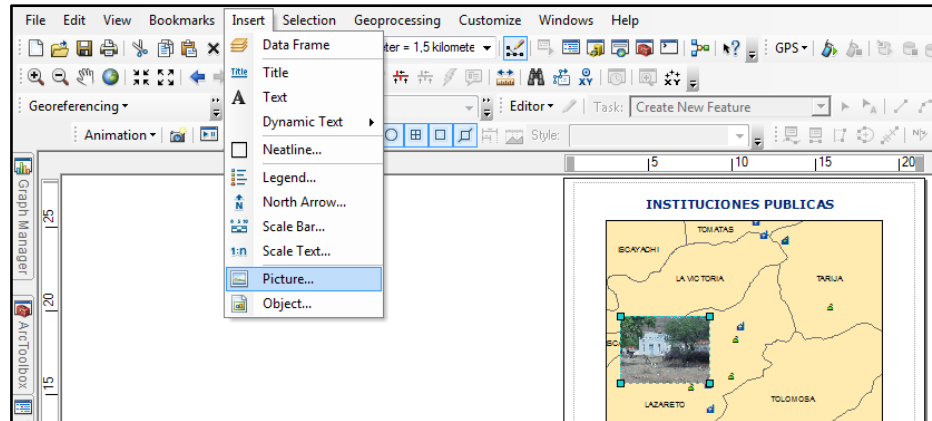 File Edit View Bookmarks Insert Selection Geoprocessing Customize Windows Help
Data Frame
ter = 1,5 kilomete
GPS
Title Title
A Text
Georeferencing
Editor
Task: Create New Feature
Dynamic Text
Animation
Style:
Neatline...
5 10 15 20
Legend...
N North Arrow...
Scale Bar...
1:n Scale Text...
Picture...
Object...
Graph Manager
ArcToolbox
25
20
15
INSTITUCIONES PUBLICAS
TOMATAS
ISCAYACHI
LA VICTORIA
TARIJA
LAZARETO
TOLOMOSA